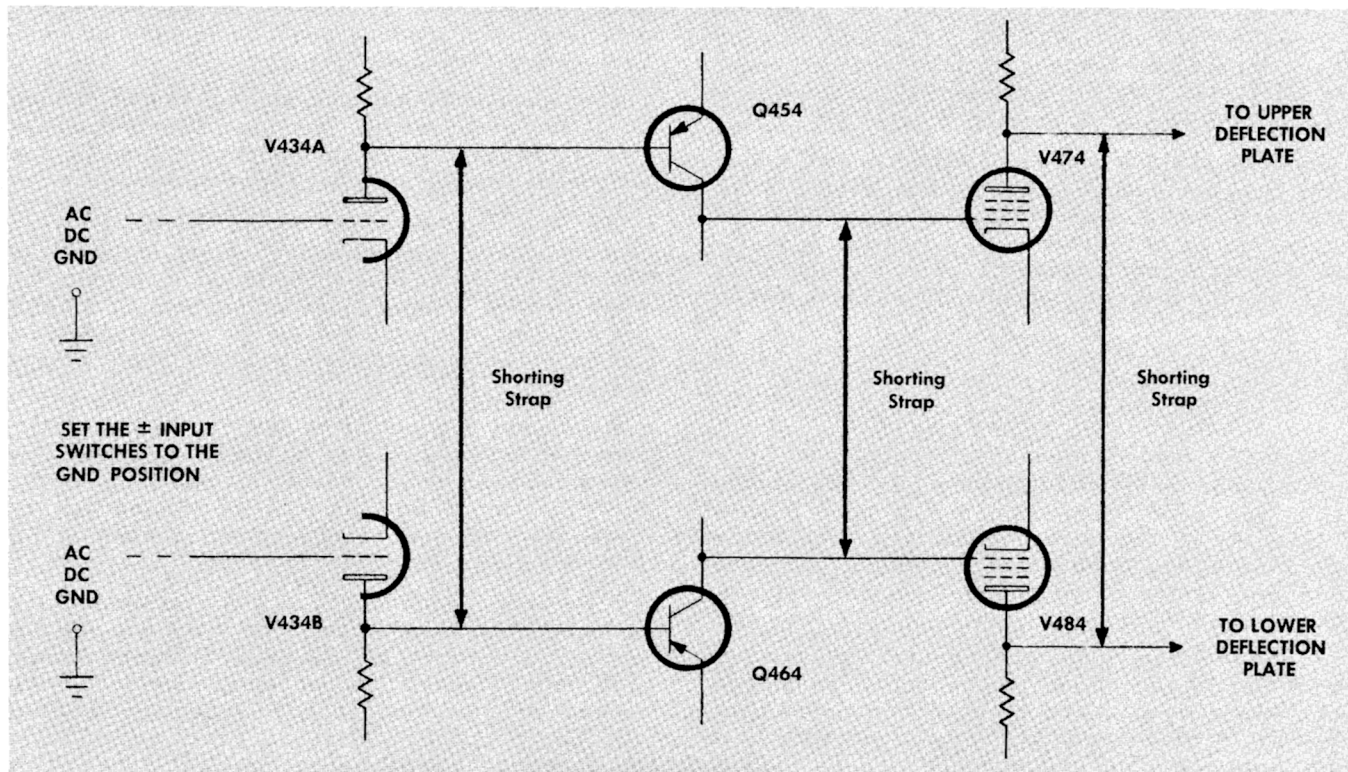 V434A
Q454
V474
TO UPPER
DEFLECTION
PLATE
AC
DC
GND
Shorting
Strap
Shorting
Strap
Shorting
Strap
SET THE ± INPUT
SWITCHES TO THE
GND POSITION
AC
DC
GND
V434B
Q464
V484
TO LOWER
DEFLECTION
PLATE